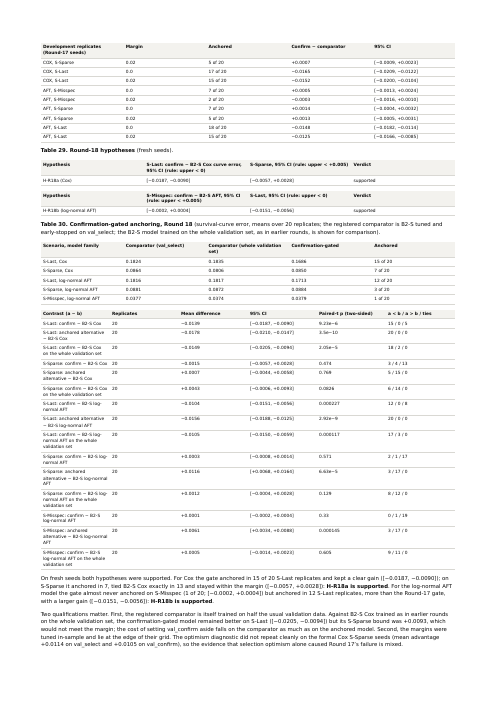 Development replicates (Round-17 seeds) Margin Anchored Confirm − comparator 95% CI
COX, S-Sparse 0.02 5 of 20 +0.0007 [−0.0009, +0.0023]
COX, S-Last 0.0 17 of 20 −0.0165 [−0.0209, −0.0122]
COX, S-Last 0.02 15 of 20 −0.0152 [−0.0200, −0.0104]
AFT, S-Misspec 0.0 7 of 20 +0.0005 [−0.0013, +0.0024]
AFT, S-Misspec 0.02 2 of 20 −0.0003 [−0.0016, +0.0010]
AFT, S-Sparse 0.0 7 of 20 +0.0014 [−0.0004, +0.0032]
AFT, S-Sparse 0.02 5 of 20 +0.0013 [−0.0005, +0.0031]
AFT, S-Last 0.0 18 of 20 −0.0148 [−0.0182, −0.0114]
AFT, S-Last 0.02 15 of 20 −0.0126 [−0.0166, −0.0085]
Table 29. Round-18 hypotheses (fresh seeds).
Hypothesis S-Last: confirm − B2-S Cox curve error, 95% CI (rule: upper < 0) S-Sparse, 95% CI (rule: upper < +0.005) Verdict
H-R18a (Cox) [−0.0187, −0.0090] [−0.0057, +0.0028] supported
Hypothesis S-Misspec: confirm − B2-S AFT, 95% CI (rule: upper < +0.005) S-Last, 95% CI (rule: upper < 0) Verdict
H-R18b (log-normal AFT) [−0.0002, +0.0004] [−0.0151, −0.0056] supported
Table 30. Confirmation-gated anchoring, Round 18 (survival-curve error, means over 20 replicates; the registered comparator is B2-S tuned and
early-stopped on val_select; the B2-S model trained on the whole validation set, as in earlier rounds, is shown for comparison).
Scenario, model family Comparator (val_select) Comparator (whole validation set) Confirmation-gated Anchored
S-Last, Cox 0.1824 0.1835 0.1686 15 of 20
S-Sparse, Cox 0.0864 0.0806 0.0850 7 of 20
S-Last, log-normal AFT 0.1816 0.1817 0.1713 12 of 20
S-Sparse, log-normal AFT 0.0881 0.0872 0.0884 3 of 20
S-Misspec, log-normal AFT 0.0377 0.0374 0.0379 1 of 20
Contrast (a − b) Replicates Mean difference 95% CI Paired-t p (two-sided) a < b / a > b / ties
S-Last: confirm − B2-S Cox 20 −0.0139 [−0.0187, −0.0090] 9.23e−6 15 / 0 / 5
S-Last: anchored alternative − B2-S Cox 20 −0.0178 [−0.0210, −0.0147] 3.5e−10 20 / 0 / 0
S-Last: confirm − B2-S Cox on the whole validation set 20 −0.0149 [−0.0205, −0.0094] 2.05e−5 18 / 2 / 0
S-Sparse: confirm − B2-S Cox 20 −0.0015 [−0.0057, +0.0028] 0.474 3 / 4 / 13
S-Sparse: anchored alternative − B2-S Cox 20 +0.0007 [−0.0044, +0.0058] 0.769 5 / 15 / 0
S-Sparse: confirm − B2-S Cox on the whole validation set 20 +0.0043 [−0.0006, +0.0093] 0.0826 6 / 14 / 0
S-Last: confirm − B2-S log-normal AFT 20 −0.0104 [−0.0151, −0.0056] 0.000227 12 / 0 / 8
S-Last: anchored alternative − B2-S log-normal AFT 20 −0.0156 [−0.0188, −0.0125] 2.92e−9 20 / 0 / 0
S-Last: confirm − B2-S log-normal AFT on the whole validation set 20 −0.0105 [−0.0150, −0.0059] 0.000117 17 / 3 / 0
S-Sparse: confirm − B2-S log-normal AFT 20 +0.0003 [−0.0008, +0.0014] 0.571 2 / 1 / 17
S-Sparse: anchored alternative − B2-S log-normal AFT 20 +0.0116 [+0.0068, +0.0164] 6.63e−5 3 / 17 / 0
S-Sparse: confirm − B2-S log-normal AFT on the whole validation set 20 +0.0012 [−0.0004, +0.0028] 0.129 8 / 12 / 0
S-Misspec: confirm − B2-S log-normal AFT 20 +0.0001 [−0.0002, +0.0004] 0.33 0 / 1 / 19
S-Misspec: anchored alternative − B2-S log-normal AFT 20 +0.0061 [+0.0034, +0.0088] 0.000145 3 / 17 / 0
S-Misspec: confirm − B2-S log-normal AFT on the whole validation set 20 +0.0005 [−0.0014, +0.0023] 0.605 9 / 11 / 0
On fresh seeds both hypotheses were supported. For Cox the gate anchored in 15 of 20 S-Last replicates and kept a clear gain ([−0.0187, −0.0090]); on
S-Sparse it anchored in 7, tied B2-S Cox exactly in 13 and stayed within the margin ([−0.0057, +0.0028]): H-R18a is supported. For the log-normal AFT
model the gate almost never anchored on S-Misspec (1 of 20; [−0.0002, +0.0004]) but anchored in 12 S-Last replicates, more than the Round-17 gate,
with a larger gain ([−0.0151, −0.0056]): H-R18b is supported.
Two qualifications matter. First, the registered comparator is itself trained on half the usual validation data. Against B2-S Cox trained as in earlier rounds
on the whole validation set, the confirmation-gated model remained better on S-Last ([−0.0205, −0.0094]) but its S-Sparse bound was +0.0093, which
would not meet the margin; the cost of setting val_confirm aside falls on the comparator as much as on the anchored model. Second, the margins were
tuned in-sample and lie at the edge of their grid. The optimism diagnostic did not repeat cleanly on the formal Cox S-Sparse seeds (mean advantage
+0.0114 on val_select and +0.0105 on val_confirm), so the evidence that selection optimism alone caused Round 17's failure is mixed.